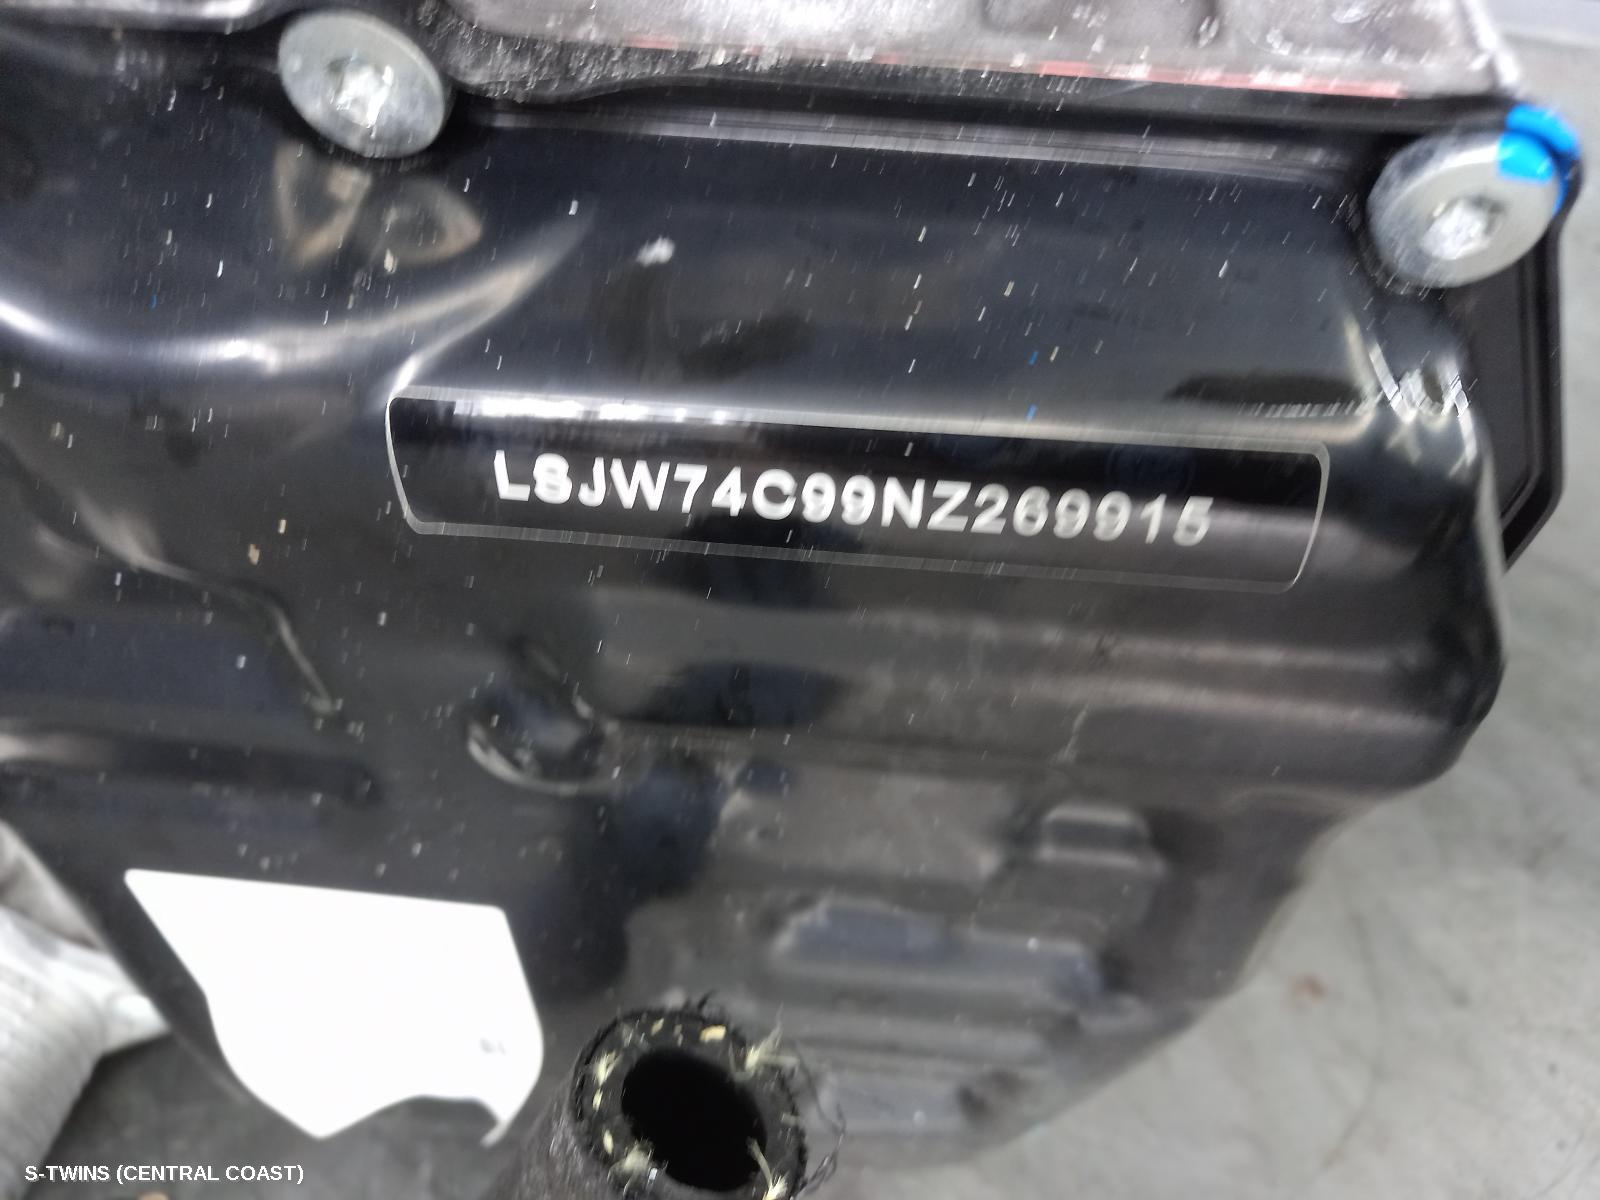 LSJW74C99NZ269915
S-TWINS (CENTRAL COAST)